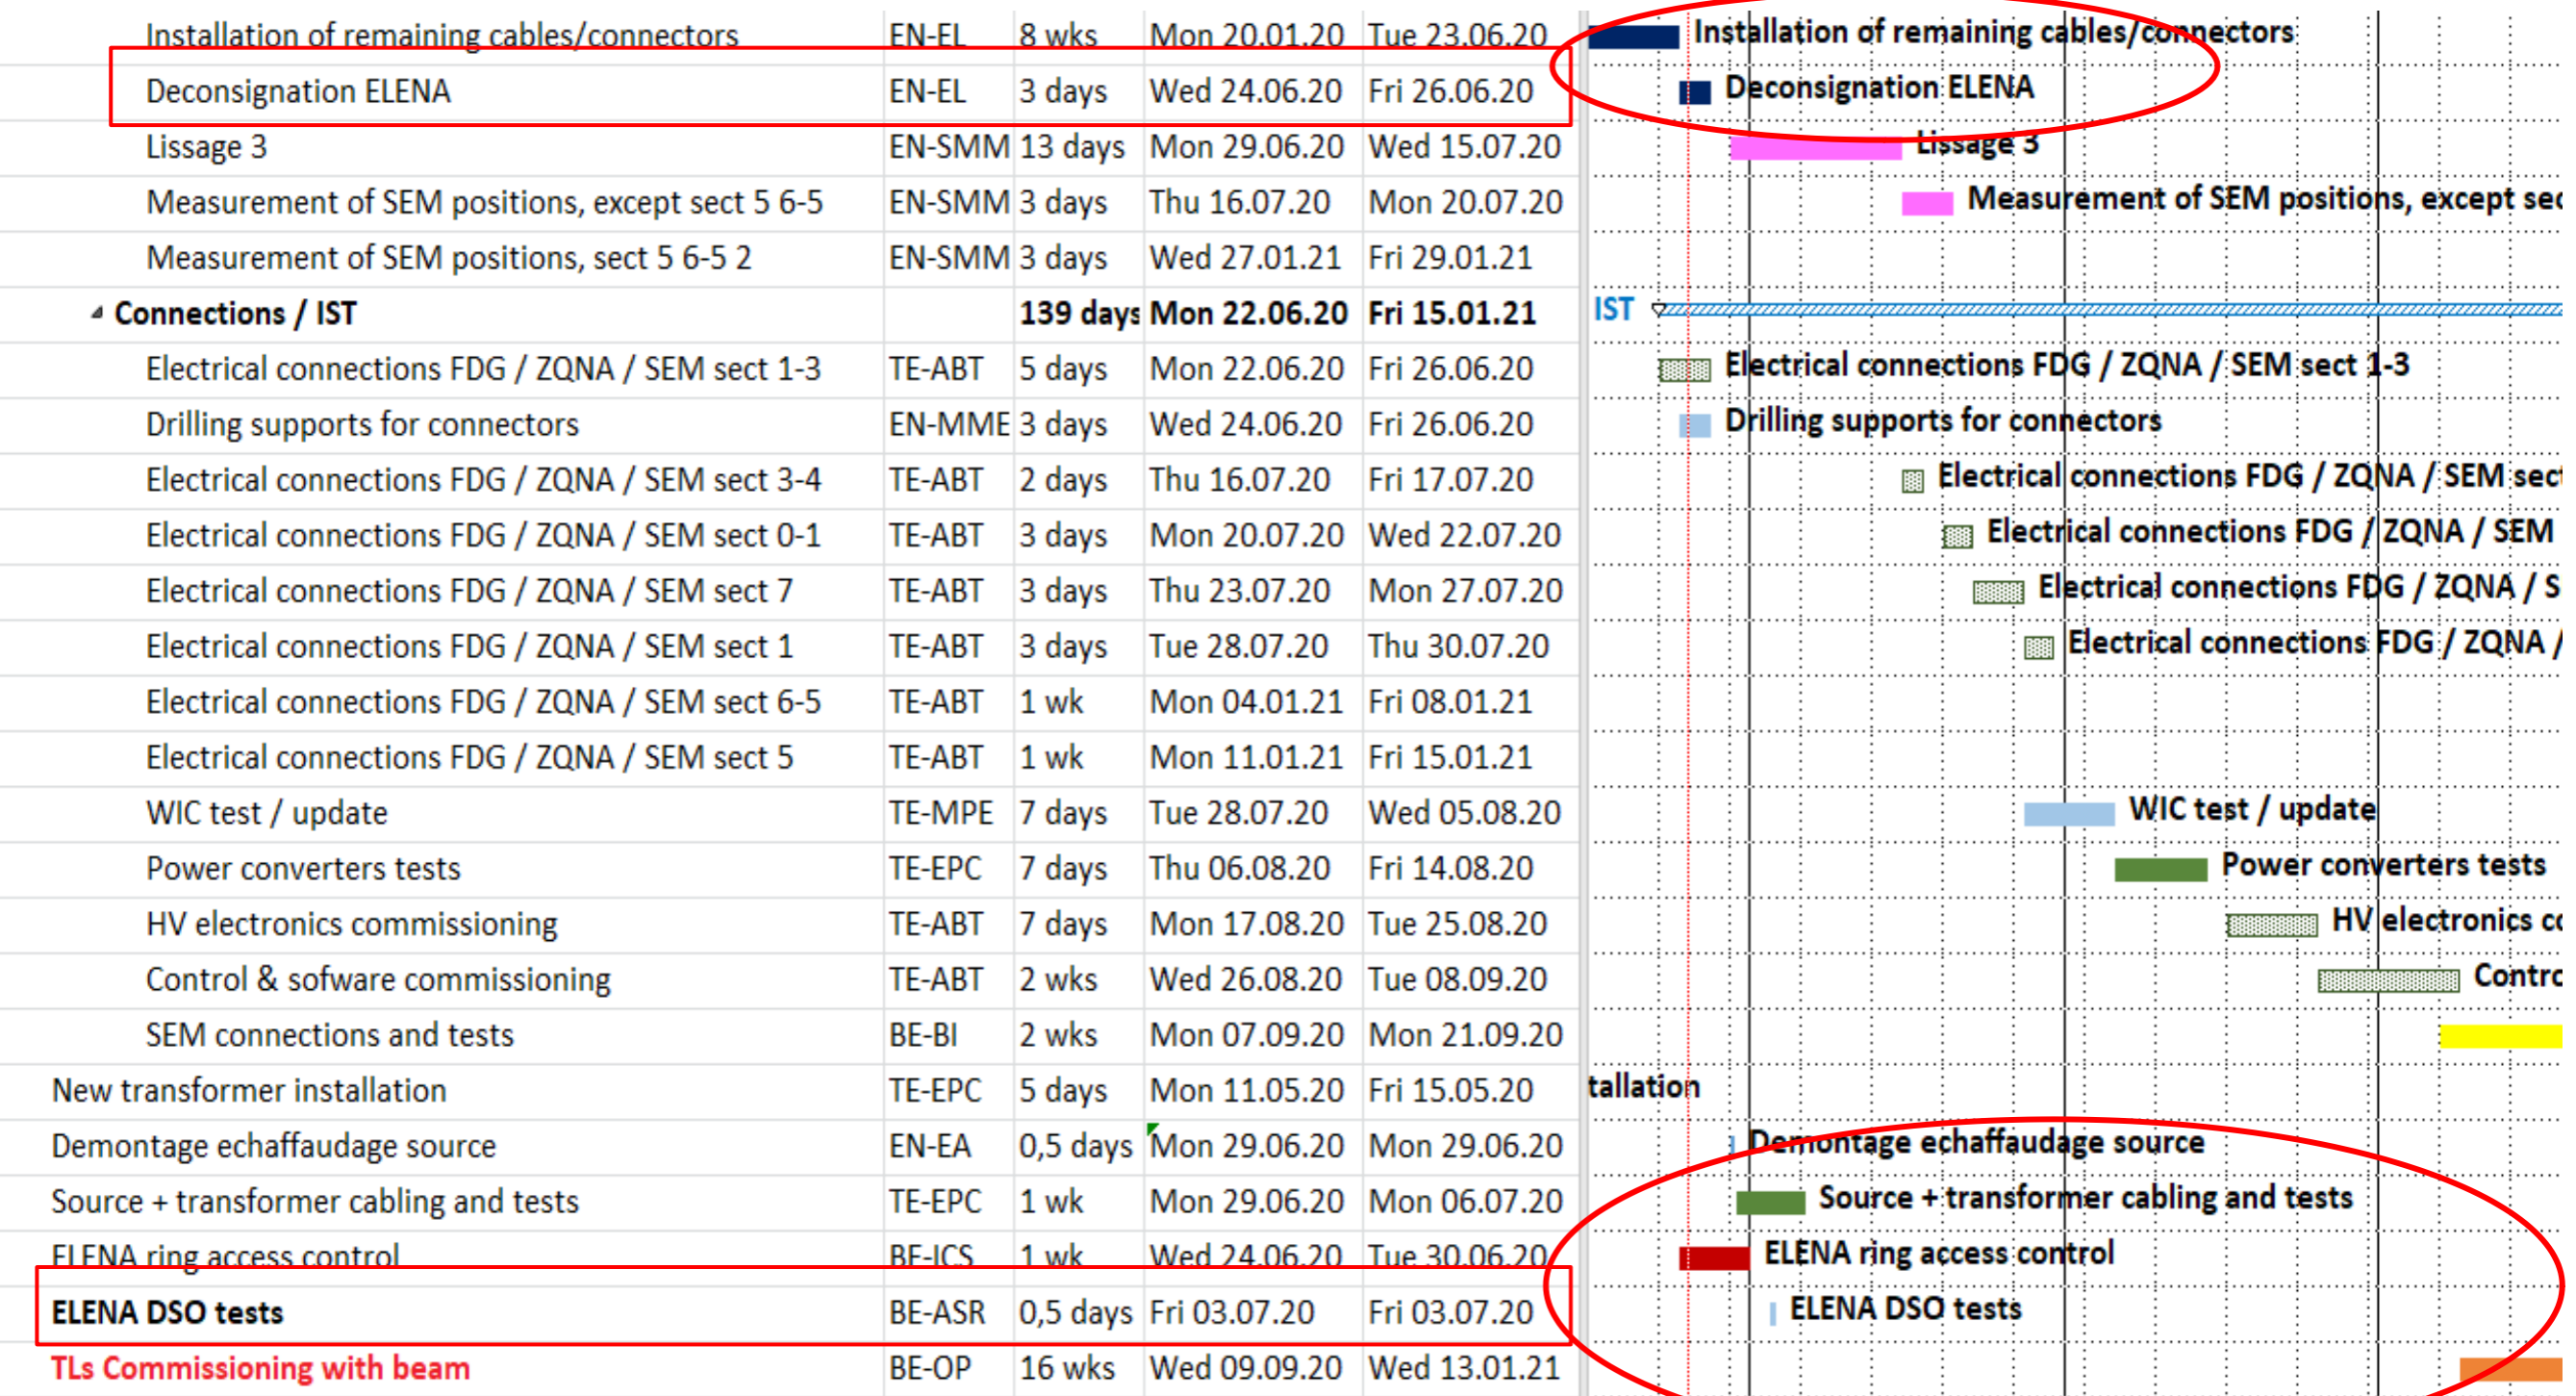 Installation of remaining cables/connectors EN-EL 8 wks Mon 20.01.20 Tue 23.06.20 Installation of remaining cables/connectors
Deconsignation ELENA EN-EL 3 days Wed 24.06.20 Fri 26.06.20 Deconsignation ELENA
Lissage 3 EN-SMM 13 days Mon 29.06.20 Wed 15.07.20 Lissage 3
Measurement of SEM positions, except sect 5 6-5 EN-SMM 3 days Thu 16.07.20 Mon 20.07.20 Measurement of SEM positions, except sec
Measurement of SEM positions, sect 5 6-5 2 EN-SMM 3 days Wed 27.01.21 Fri 29.01.21
Connections / IST 139 days Mon 22.06.20 Fri 15.01.21 IST
Electrical connections FDG / ZQNA / SEM sect 1-3 TE-ABT 5 days Mon 22.06.20 Fri 26.06.20 Electrical connections FDG / ZQNA / SEM sect 1-3
Drilling supports for connectors EN-MME 3 days Wed 24.06.20 Fri 26.06.20 Drilling supports for connectors
Electrical connections FDG / ZQNA / SEM sect 3-4 TE-ABT 2 days Thu 16.07.20 Fri 17.07.20 Electrical connections FDG / ZQNA / SEM sect
Electrical connections FDG / ZQNA / SEM sect 0-1 TE-ABT 3 days Mon 20.07.20 Wed 22.07.20 Electrical connections FDG / ZQNA / SEM
Electrical connections FDG / ZQNA / SEM sect 7 TE-ABT 3 days Thu 23.07.20 Mon 27.07.20 Electrical connections FDG / ZQNA / S
Electrical connections FDG / ZQNA / SEM sect 1 TE-ABT 3 days Tue 28.07.20 Thu 30.07.20 Electrical connections FDG / ZQNA /
Electrical connections FDG / ZQNA / SEM sect 6-5 TE-ABT 1 wk Mon 04.01.21 Fri 08.01.21
Electrical connections FDG / ZQNA / SEM sect 5 TE-ABT 1 wk Mon 11.01.21 Fri 15.01.21
WIC test / update TE-MPE 7 days Tue 28.07.20 Wed 05.08.20 WIC test / update
Power converters tests TE-EPC 7 days Thu 06.08.20 Fri 14.08.20 Power converters tests
HV electronics commissioning TE-ABT 7 days Mon 17.08.20 Tue 25.08.20 HV electronics co
Control & sofware commissioning TE-ABT 2 wks Wed 26.08.20 Tue 08.09.20 Contro
SEM connections and tests BE-BI 2 wks Mon 07.09.20 Mon 21.09.20
New transformer installation TE-EPC 5 days Mon 11.05.20 Fri 15.05.20 tallation
Demontage echaffaudage source EN-EA 0,5 days Mon 29.06.20 Mon 29.06.20 Demontage echaffaudage source
Source + transformer cabling and tests TE-EPC 1 wk Mon 29.06.20 Mon 06.07.20 Source + transformer cabling and tests
ELENA ring access control BE-ICS 1 wk Wed 24.06.20 Tue 30.06.20 ELENA ring access control
ELENA DSO tests BE-ASR 0,5 days Fri 03.07.20 Fri 03.07.20 ELENA DSO tests
TLs Commissioning with beam BE-OP 16 wks Wed 09.09.20 Wed 13.01.21